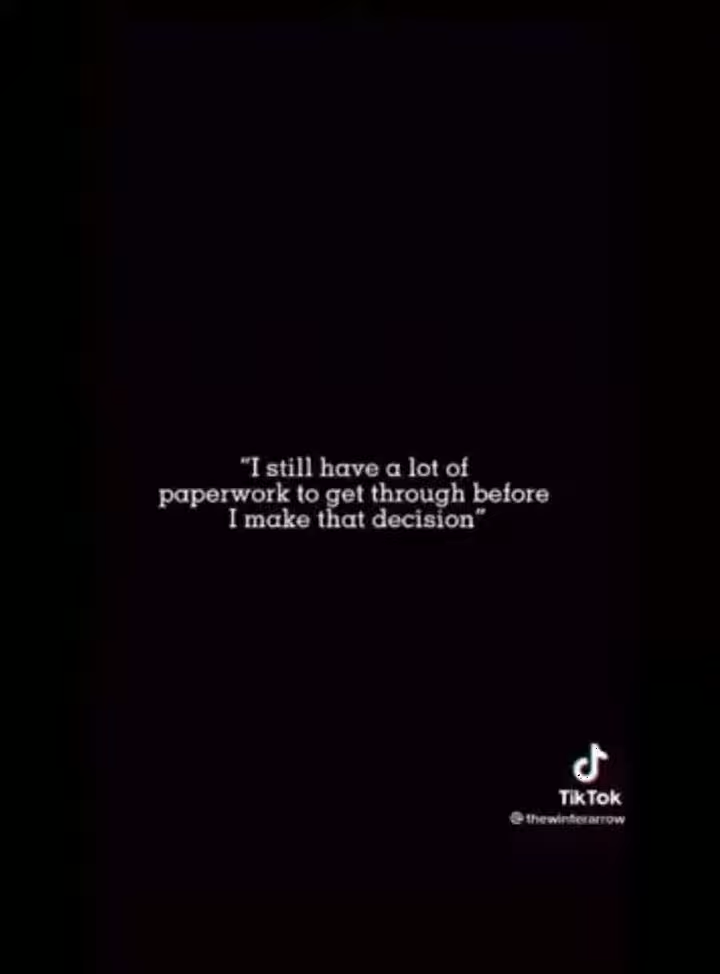 "I still have a lot of
paperwork to get through before
I make that decision"
TikTok
@thewinterarrow